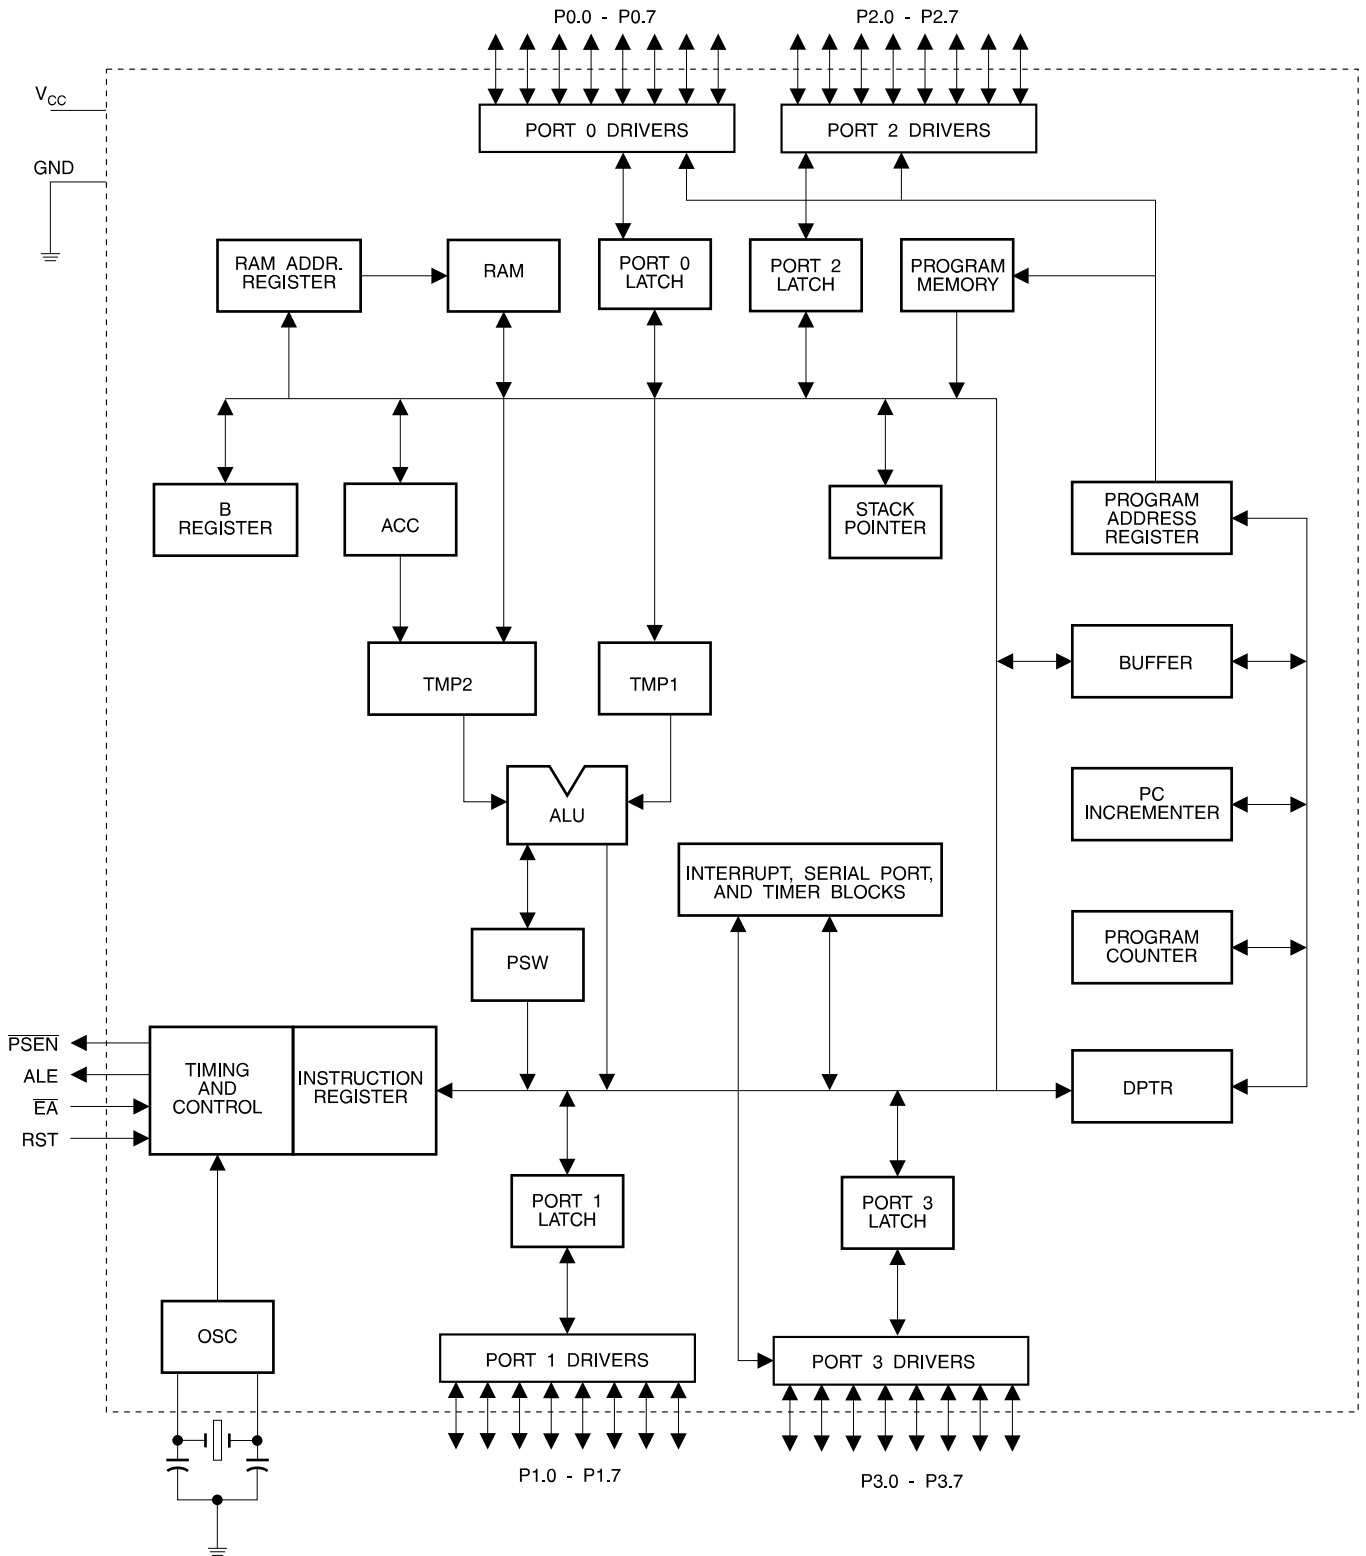 P0.0 - P0.7
P2.0 - P2.7
VCC
PORT 0 DRIVERS
PORT 2 DRIVERS
GND
RAM ADDR.
REGISTER
RAM
PORT 0
LATCH
PORT 2
LATCH
PROGRAM
MEMORY
B
REGISTER
ACC
STACK
POINTER
PROGRAM
ADDRESS
REGISTER
TMP2
TMP1
BUFFER
ALU
PC
INCREMENTER
INTERRUPT, SERIAL PORT,
AND TIMER BLOCKS
PSW
PROGRAM
COUNTER
P̅S̅E̅N̅
ALE
E̅A̅
RST
TIMING
AND
CONTROL
INSTRUCTION
REGISTER
DPTR
PORT 1
LATCH
PORT 3
LATCH
OSC
PORT 1 DRIVERS
PORT 3 DRIVERS
P1.0 - P1.7
P3.0 - P3.7